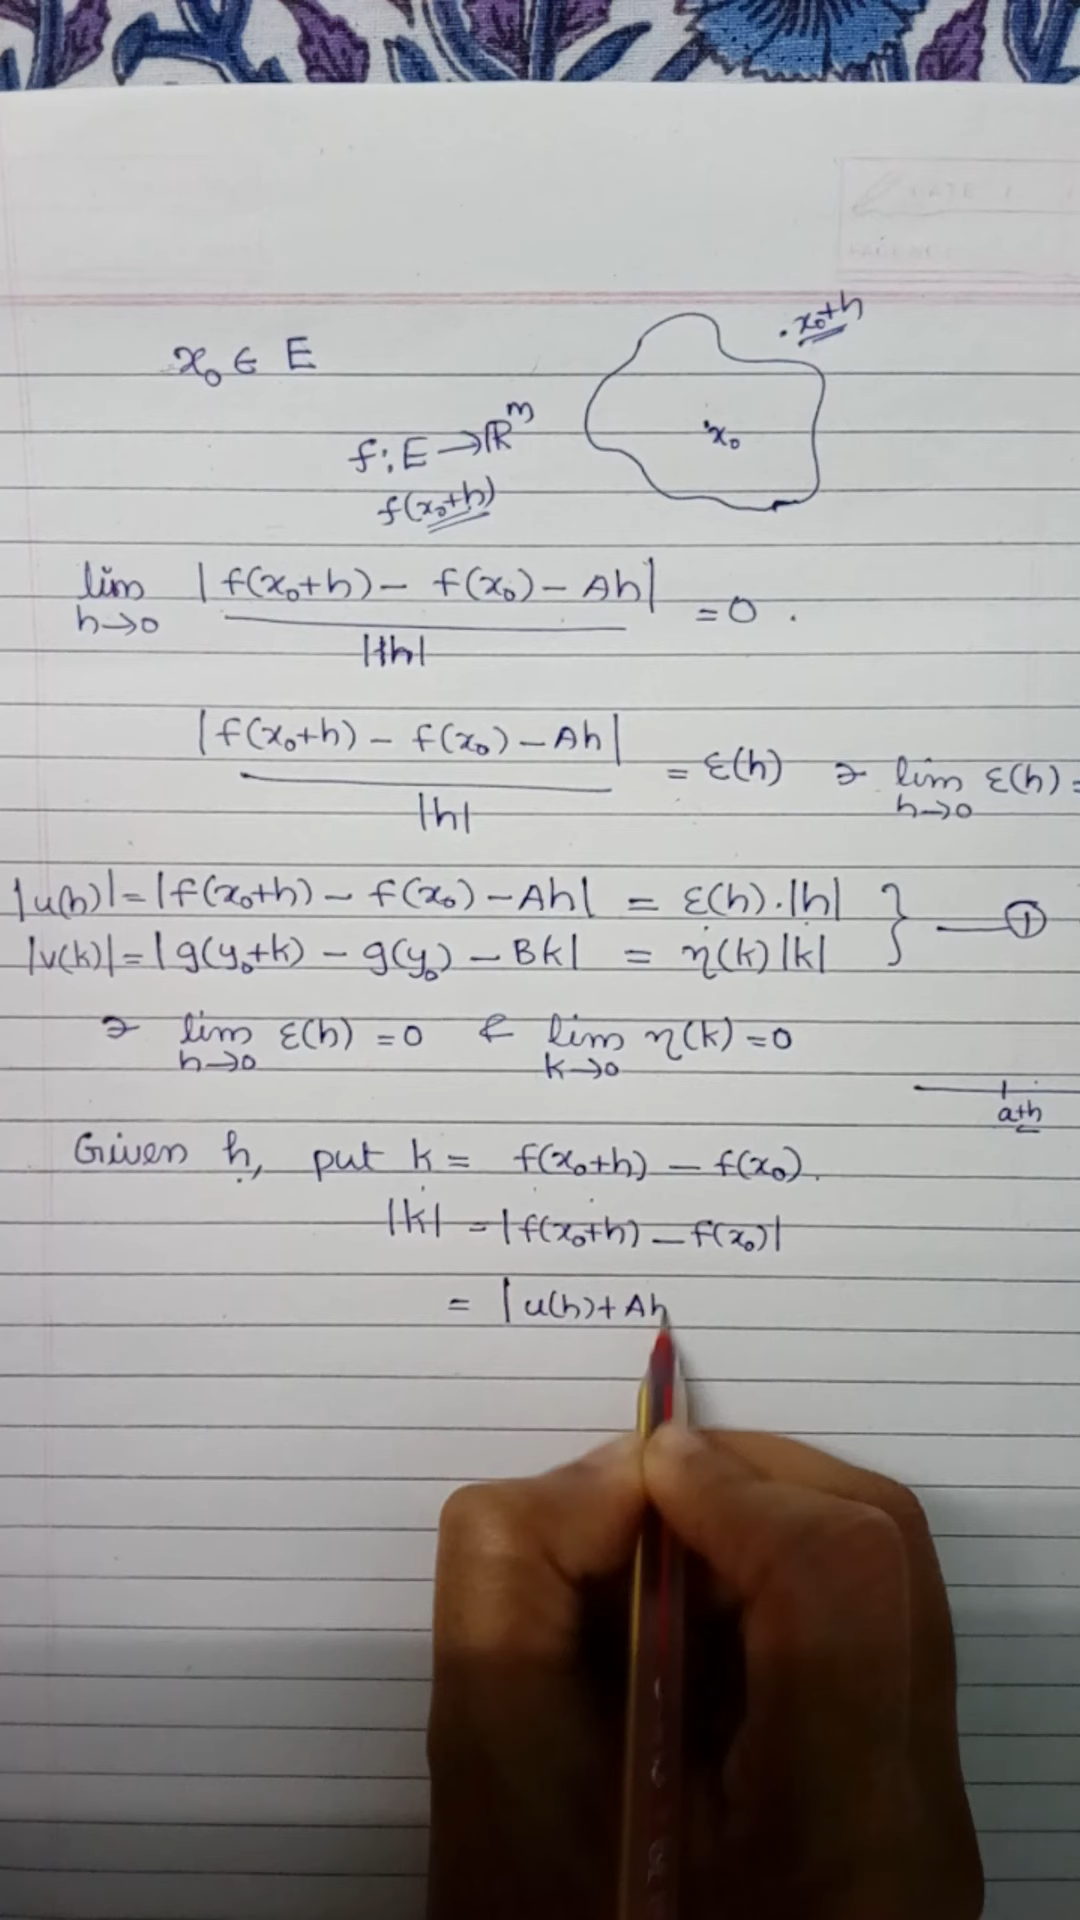 x₀ ∈ E
.x₀+h
f: E → ℝᵐ
x₀
f(x₀+h)
lim h→0 |f(x₀+h) − f(x₀) − Ah| / |h| = 0 .
|f(x₀+h) − f(x₀) − Ah| / |h| = ε(h) ∋ lim h→0 ε(h) =
|u(h)| = |f(x₀+h) − f(x₀) − Ah| = ε(h).|h|
|v(k)| = |g(y₀+k) − g(y₀) − Bk| = η(k)|k| } — ①
∋ lim h→0 ε(h) = 0 & lim k→0 η(k) = 0
a+h
Given h, put k = f(x₀+h) − f(x₀).
|k| = |f(x₀+h) − f(x₀)|
= |u(h) + Ah